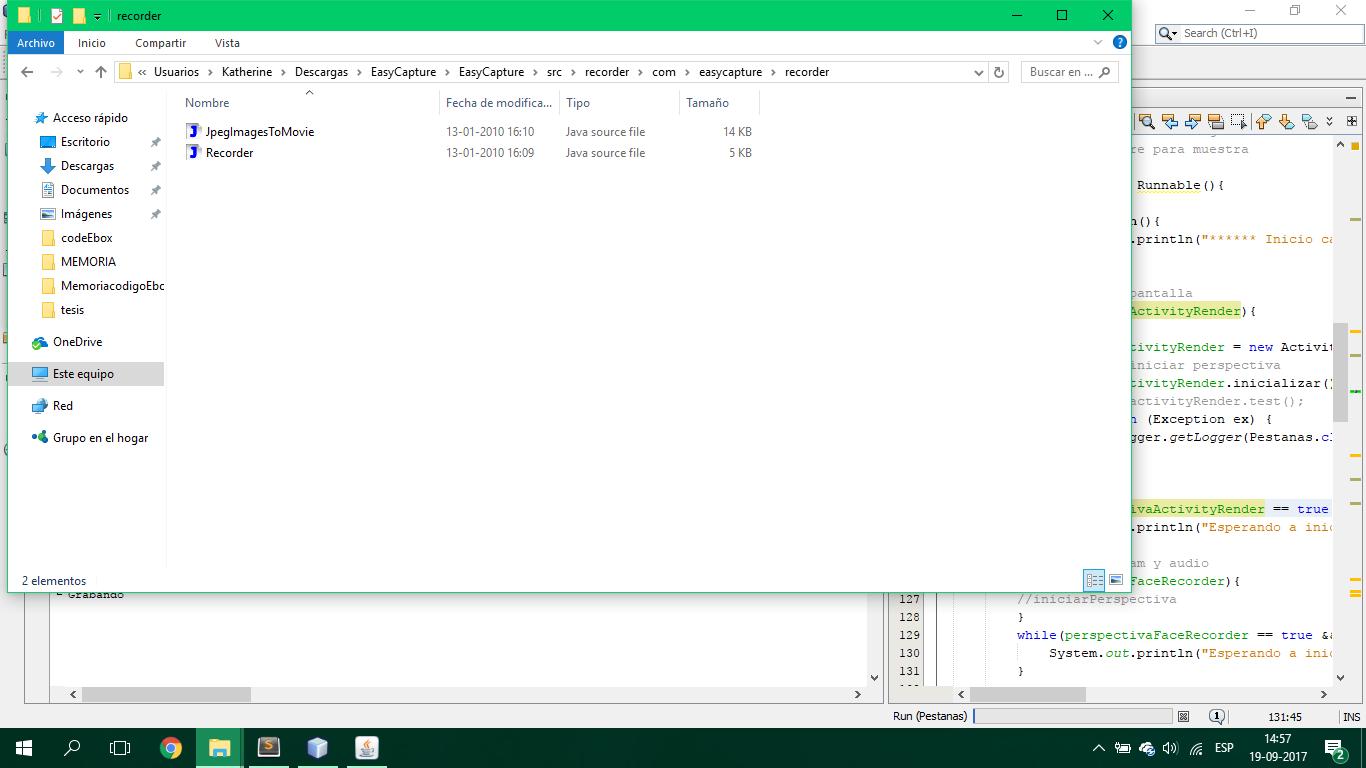 recorder
Archivo Inicio Compartir Vista
« Usuarios > Katherine > Descargas > EasyCapture > EasyCapture > src > recorder > com > easycapture > recorder
Buscar en ...
Search (Ctrl+I)
Nombre Fecha de modifica... Tipo Tamaño
JpegImagesToMovie 13-01-2010 16:10 Java source file 14 KB
Recorder 13-01-2010 16:09 Java source file 5 KB
Acceso rápido
Escritorio
Descargas
Documentos
Imágenes
codeEbox
MEMORIA
MemoriacodigoEbo
tesis
OneDrive
Este equipo
Red
Grupo en el hogar
2 elementos
re para muestra
Runnable(){
n(){
.println("****** Inicio ca
pantalla
ActivityRender){
tivityRender = new Activit
iniciar perspectiva
tivityRender.inicializar()
activityRender.test();
h (Exception ex) {
gger.getLogger(Pestanas.cl
ivaActivityRender == true
.println("Esperando a inic
am y audio
FaceRecorder){
127 //iniciarPerspectiva
128 }
129 while(perspectivaFaceRecorder == true &&
130 System.out.println("Esperando a inic
131 }
Grabando
Run (Pestanas)
1
131:45 INS
ESP
14:57
19-09-2017
2